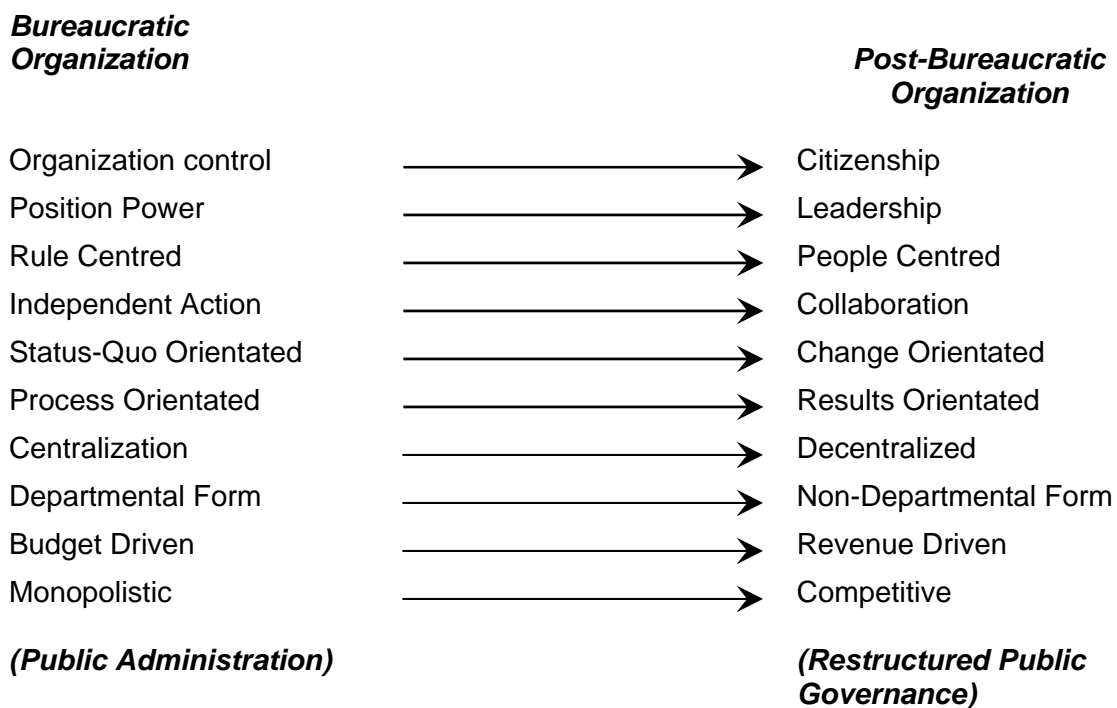 Bureaucratic
Organization
Post-Bureaucratic
Organization
Organization control Citizenship
Position Power Leadership
Rule Centred People Centred
Independent Action Collaboration
Status-Quo Orientated Change Orientated
Process Orientated Results Orientated
Centralization Decentralized
Departmental Form Non-Departmental Form
Budget Driven Revenue Driven
Monopolistic Competitive
(Public Administration) (Restructured Public
Governance)